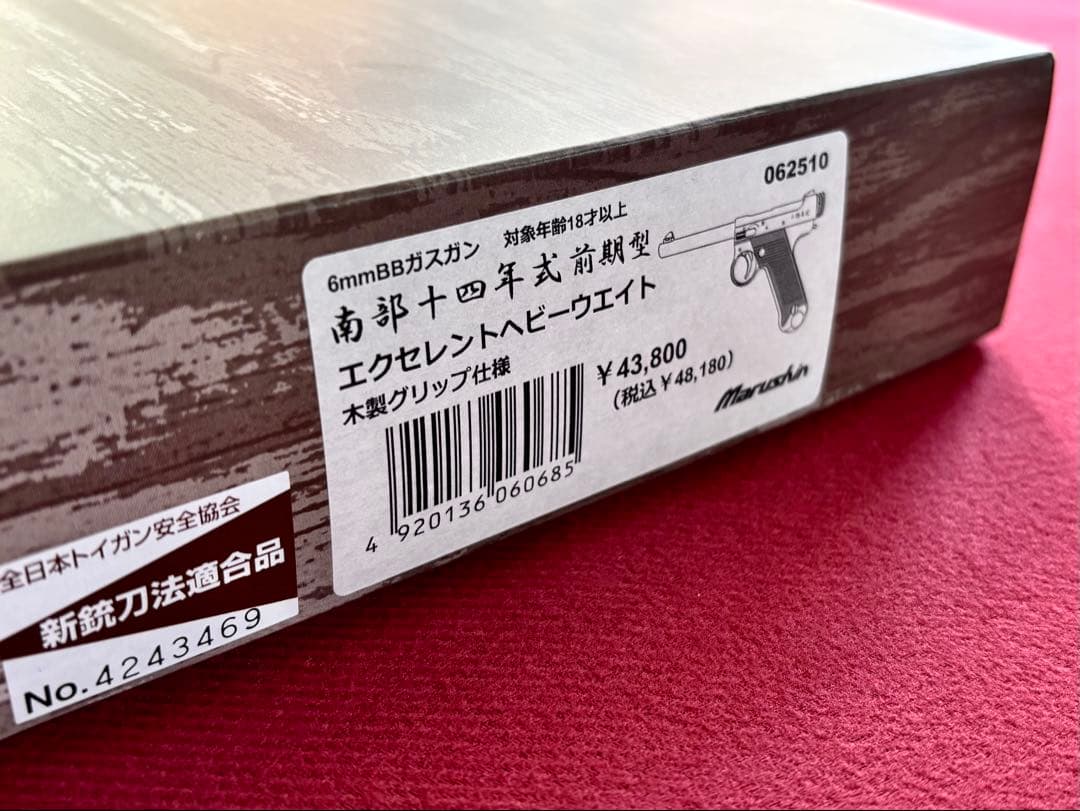 062510
6mmBBガスガン 対象年齢18才以上
南部十四年式前期型
エクセレントヘビーウエイト
木製グリップ仕様
¥43,800
(税込¥48,180)
Marushin
4 920136 060685
全日本トイガン安全協会
新銃刀法適合品
No.4243469